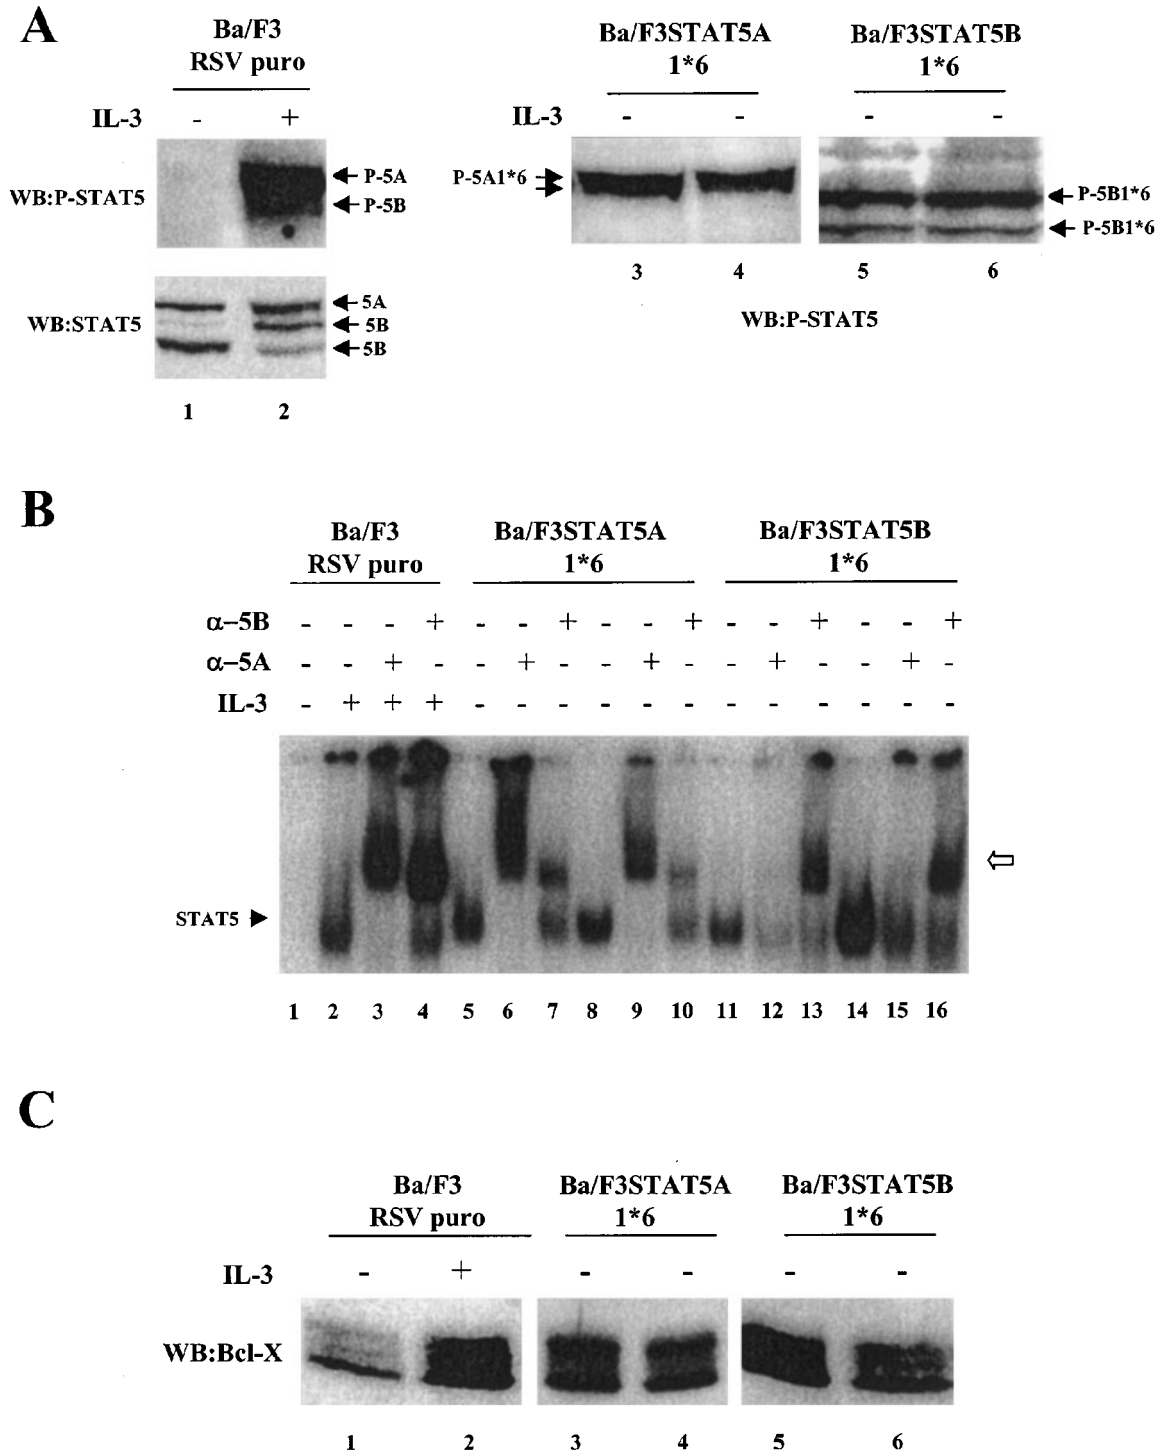 A
Ba/F3
RSV puro
Ba/F3STAT5A
1*6
Ba/F3STAT5B
1*6
IL-3 - +
IL-3 - - - -
WB:P-STAT5
P-5A
P-5B
P-5A1*6
P-5B1*6
P-5B1*6
3 4 5 6
WB:P-STAT5
WB:STAT5
5A
5B
5B
1 2
B
Ba/F3
RSV puro
Ba/F3STAT5A
1*6
Ba/F3STAT5B
1*6
α–5B - - - + - - + - - + - - + - - +
α–5A - - + - - + - - + - - + - - + -
IL-3 - + + + - - - - - - - - - - - -
STAT5
1 2 3 4 5 6 7 8 9 10 11 12 13 14 15 16
C
Ba/F3
RSV puro
Ba/F3STAT5A
1*6
Ba/F3STAT5B
1*6
IL-3 - + - - - -
WB:Bcl-X
1 2 3 4 5 6